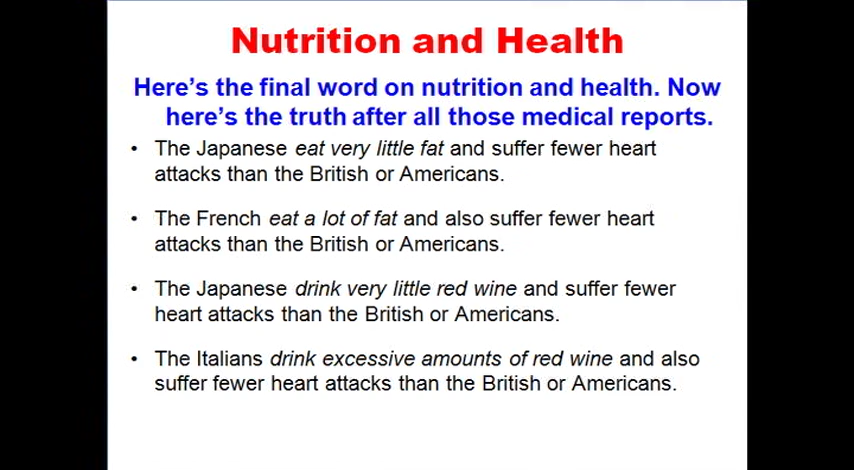 Nutrition and Health
Here’s the final word on nutrition and health. Now
here’s the truth after all those medical reports.
• The Japanese eat very little fat and suffer fewer heart
attacks than the British or Americans.
• The French eat a lot of fat and also suffer fewer heart
attacks than the British or Americans.
• The Japanese drink very little red wine and suffer fewer
heart attacks than the British or Americans.
• The Italians drink excessive amounts of red wine and also
suffer fewer heart attacks than the British or Americans.